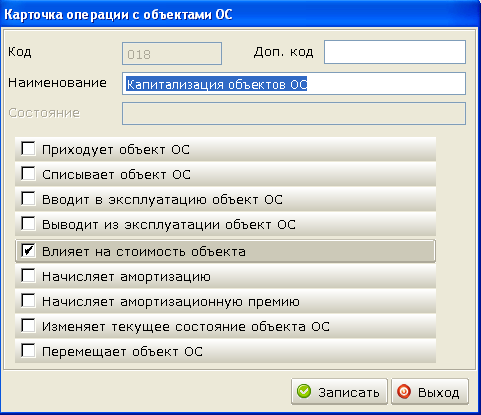 Карточка операции с объектами ОС
Код 018 Доп. код
Наименование Капитализация объектов ОС
Состояние
Приходует объект ОС
Списывает объект ОС
Вводит в эксплуатацию объект ОС
Выводит из эксплуатации объект ОС
Влияет на стоимость объекта
Начисляет амортизацию
Начисляет амортизационную премию
Изменяет текущее состояние объекта ОС
Перемещает объект ОС
Записать Выход